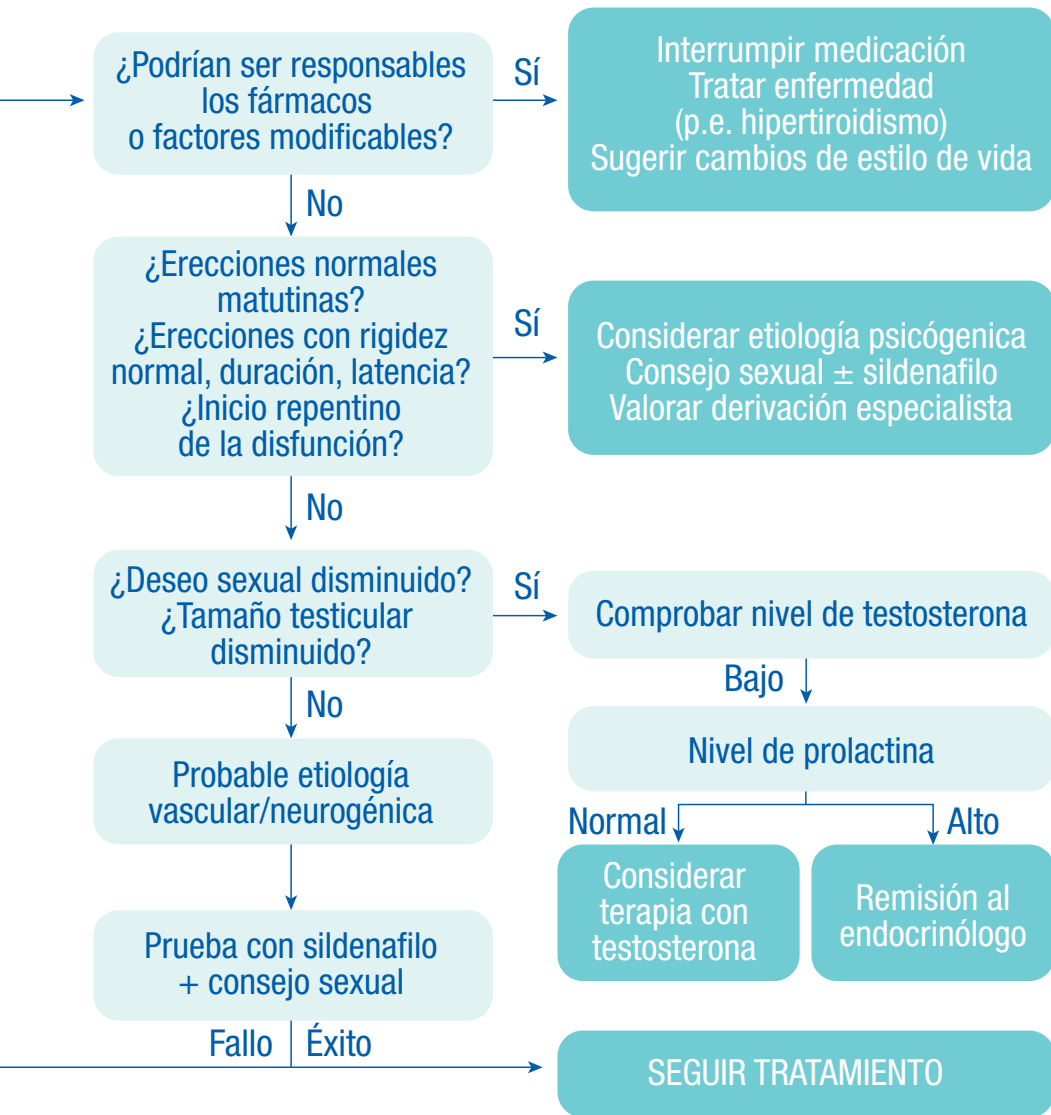 ¿Podrían ser responsables
los fármacos
o factores modificables?
Sí
Interrumpir medicación
Tratar enfermedad
(p.e. hipertiroidismo)
Sugerir cambios de estilo de vida
No
¿Erecciones normales
matutinas?
¿Erecciones con rigidez
normal, duración, latencia?
¿Inicio repentino
de la disfunción?
Sí
Considerar etiología psicógenica
Consejo sexual ± sildenafilo
Valorar derivación especialista
No
¿Deseo sexual disminuido?
¿Tamaño testicular
disminuido?
Sí
Comprobar nivel de testosterona
Bajo
Nivel de prolactina
Normal
Alto
Considerar
terapia con
testosterona
Remisión al
endocrinólogo
No
Probable etiología
vascular/neurogénica
Prueba con sildenafilo
+ consejo sexual
Fallo
Éxito
SEGUIR TRATAMIENTO